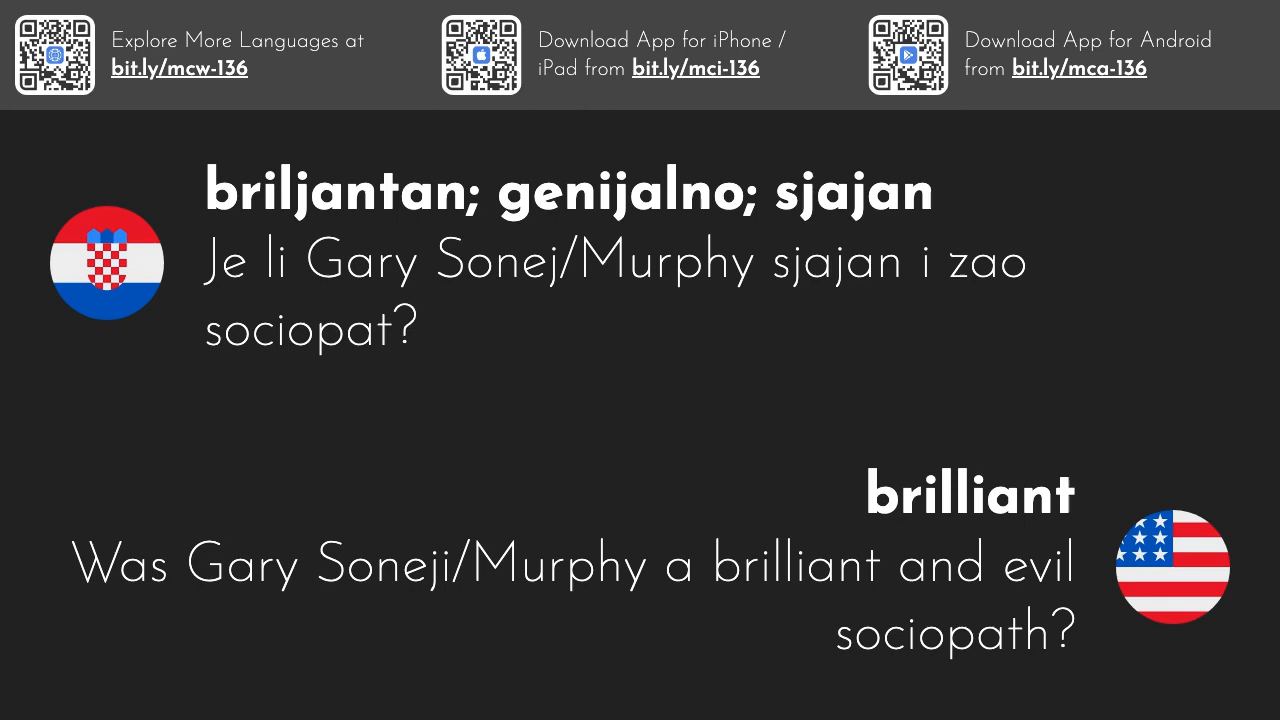 Explore More Languages at
bit.ly/mcw-136
Download App for iPhone /
iPad from bit.ly/mci-136
Download App for Android
from bit.ly/mca-136
briljantan; genijalno; sjajan
Je li Gary Sonej/Murphy sjajan i zao
sociopat?
brilliant
Was Gary Soneji/Murphy a brilliant and evil
sociopath?